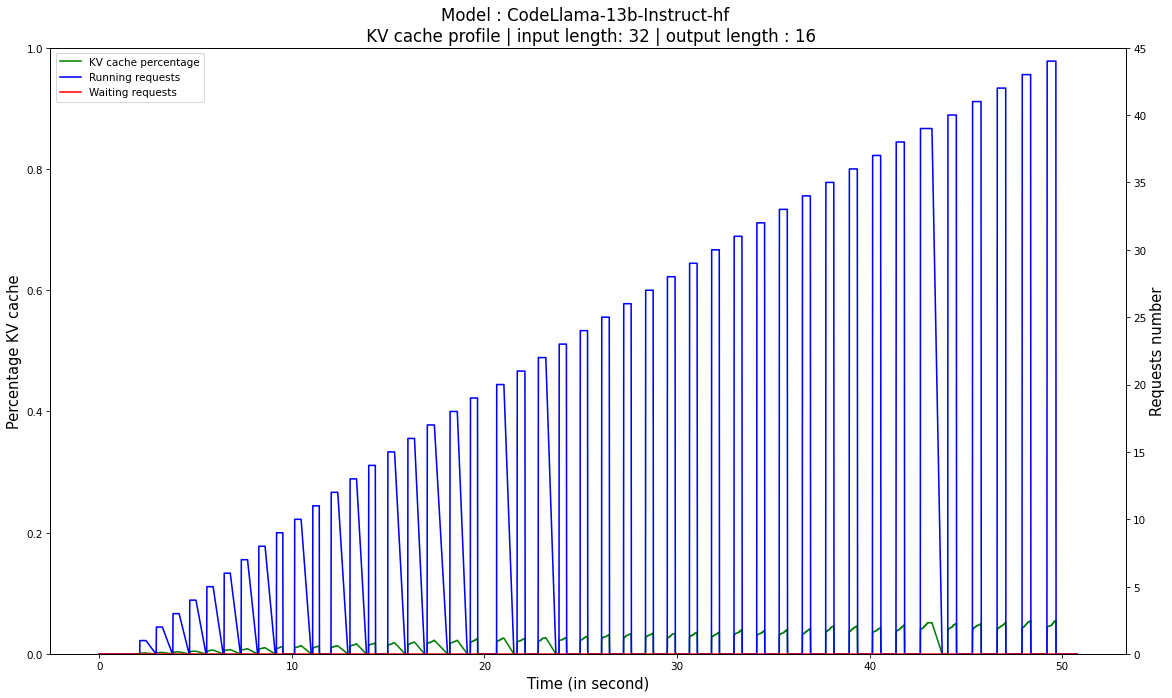 Model : CodeLlama-13b-Instruct-hf
KV cache profile | input length: 32 | output length : 16
KV cache percentage
Running requests
Waiting requests
Percentage KV cache
1.0
0.8
0.6
0.4
0.2
0.0
0
10
20
30
40
50
Time (in second)
45
40
35
30
25
20
15
10
5
0
Requests number